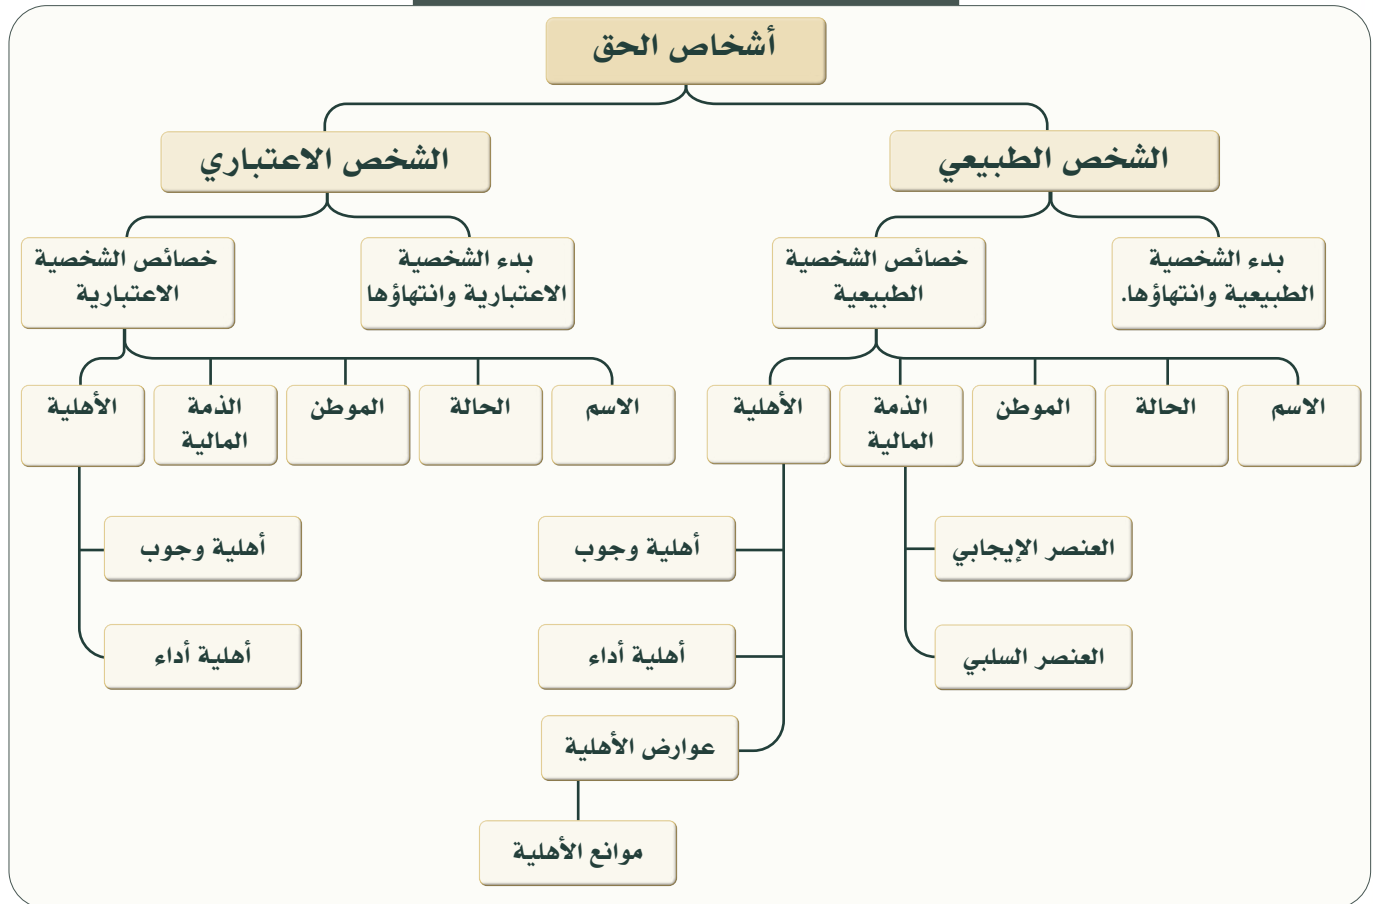 أشخاص الحق
الشخص الطبيعي
الشخص الاعتباري
بدء الشخصية
الطبيعية وانتهاؤها.
خصائص الشخصية
الطبيعية
بدء الشخصية
الاعتبارية وانتهاؤها
خصائص الشخصية
الاعتبارية
الاسم
الحالة
الموطن
الذمة
المالية
الأهلية
الاسم
الحالة
الموطن
الذمة
المالية
الأهلية
العنصر الإيجابي
أهلية وجوب
أهلية وجوب
العنصر السلبي
أهلية أداء
أهلية أداء
عوارض الأهلية
موانع الأهلية